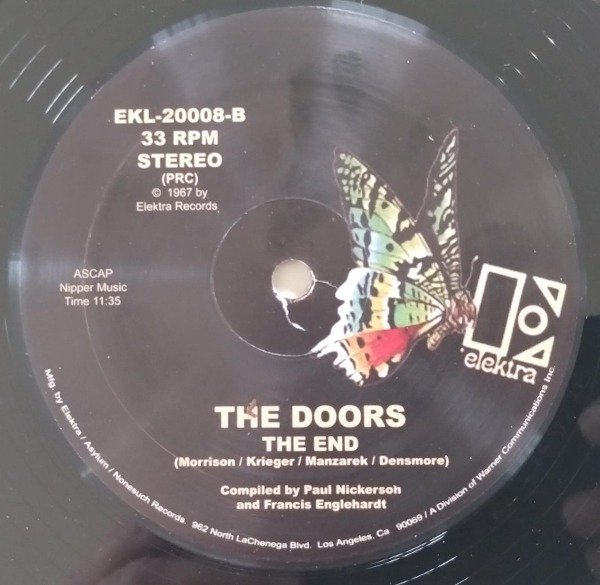 EKL-20008-B
33 RPM
STEREO
(PRC)
© 1967 by
Elektra Records
ASCAP
Nipper Music
Time 11:35
elektra
THE DOORS
THE END
(Morrison / Krieger / Manzarek / Densmore)
Compiled by Paul Nickerson
and Francis Englehardt
Mfg. by Elektra / Asylum / Nonesuch Records. 962 North LaChenega Blvd. Los Angeles, Ca 90069 / A Division of Warner Communications Inc.